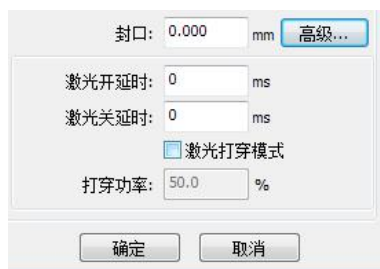 封口: 0.000 mm 高级...
激光开延时: 0 ms
激光关延时: 0 ms
激光打穿模式
打穿功率: 50.0 %
确定 取消